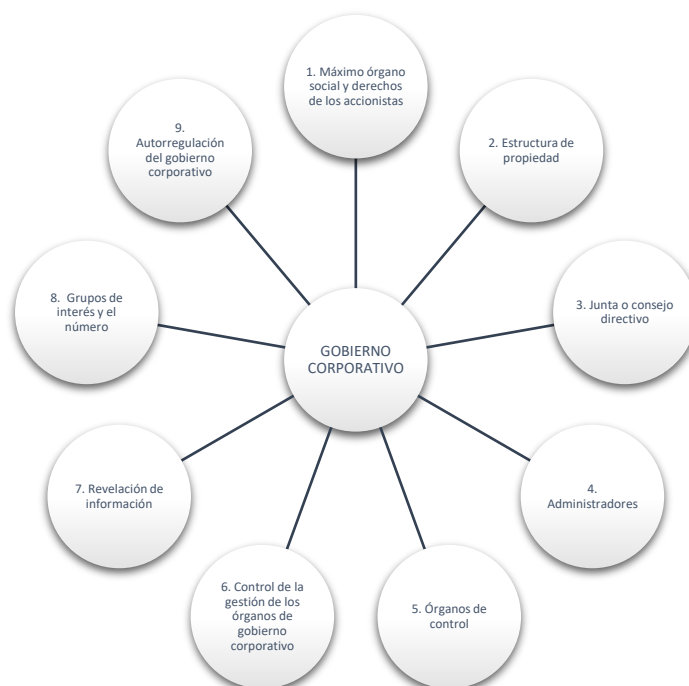 1. Máximo órgano
social y derechos
de los accionistas
2. Estructura de
propiedad
3. Junta o consejo
directivo
4.
Administradores
5. Órganos de
control
6. Control de la
gestión de los
órganos de
gobierno
corporativo
7. Revelación de
información
8. Grupos de
interés y el
número
9.
Autorregulación
del gobierno
corporativo
GOBIERNO
CORPORATIVO